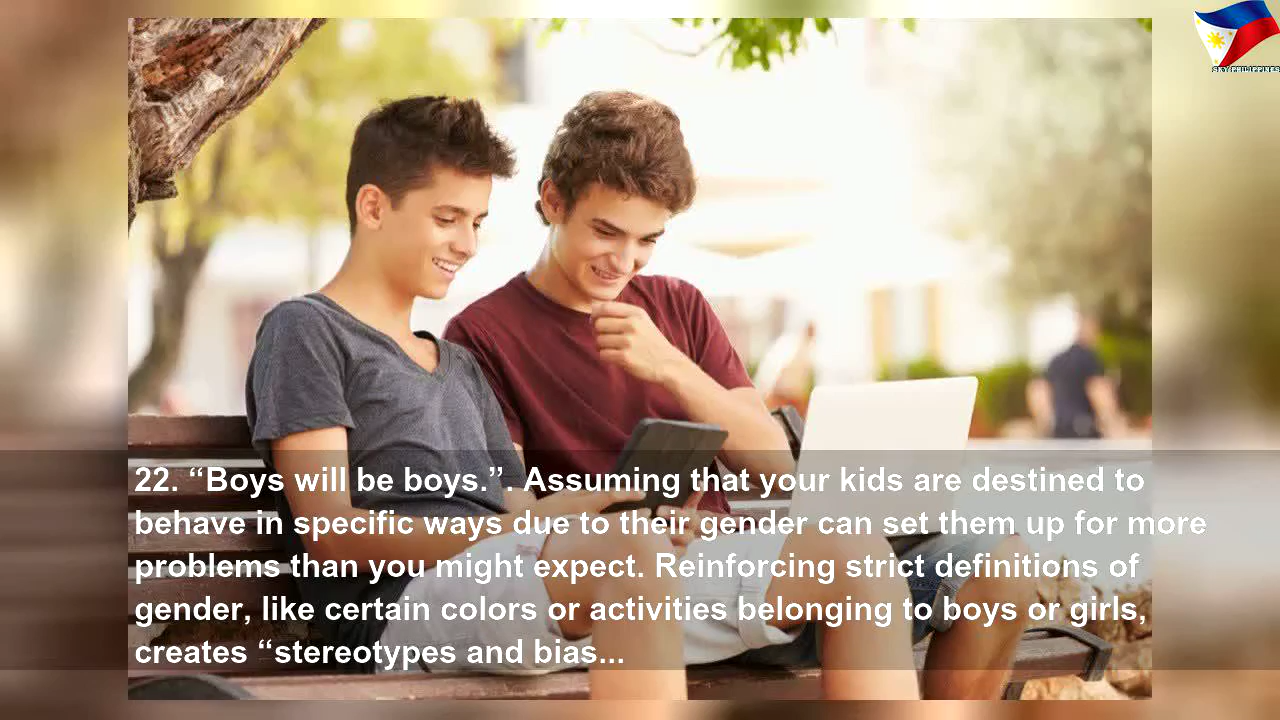 SKYPHILIPPINES
22. “Boys will be boys.”. Assuming that your kids are destined to
behave in specific ways due to their gender can set them up for more
problems than you might expect. Reinforcing strict definitions of
gender, like certain colors or activities belonging to boys or girls,
creates “stereotypes and bias...